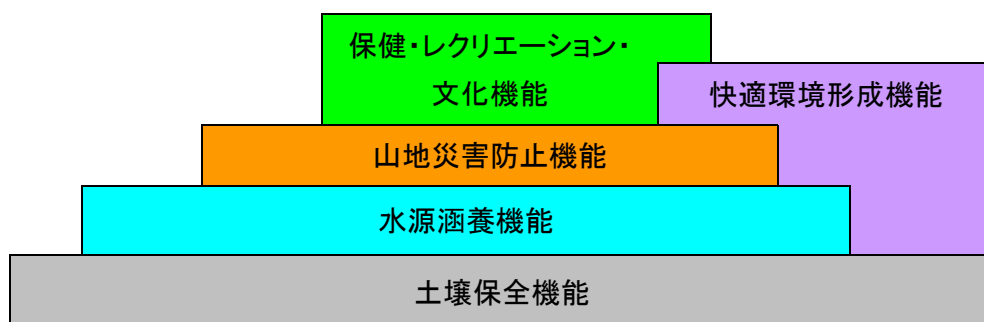 保健・レクリエーション・
文化機能
快適環境形成機能
山地災害防止機能
水源涵養機能
土壌保全機能